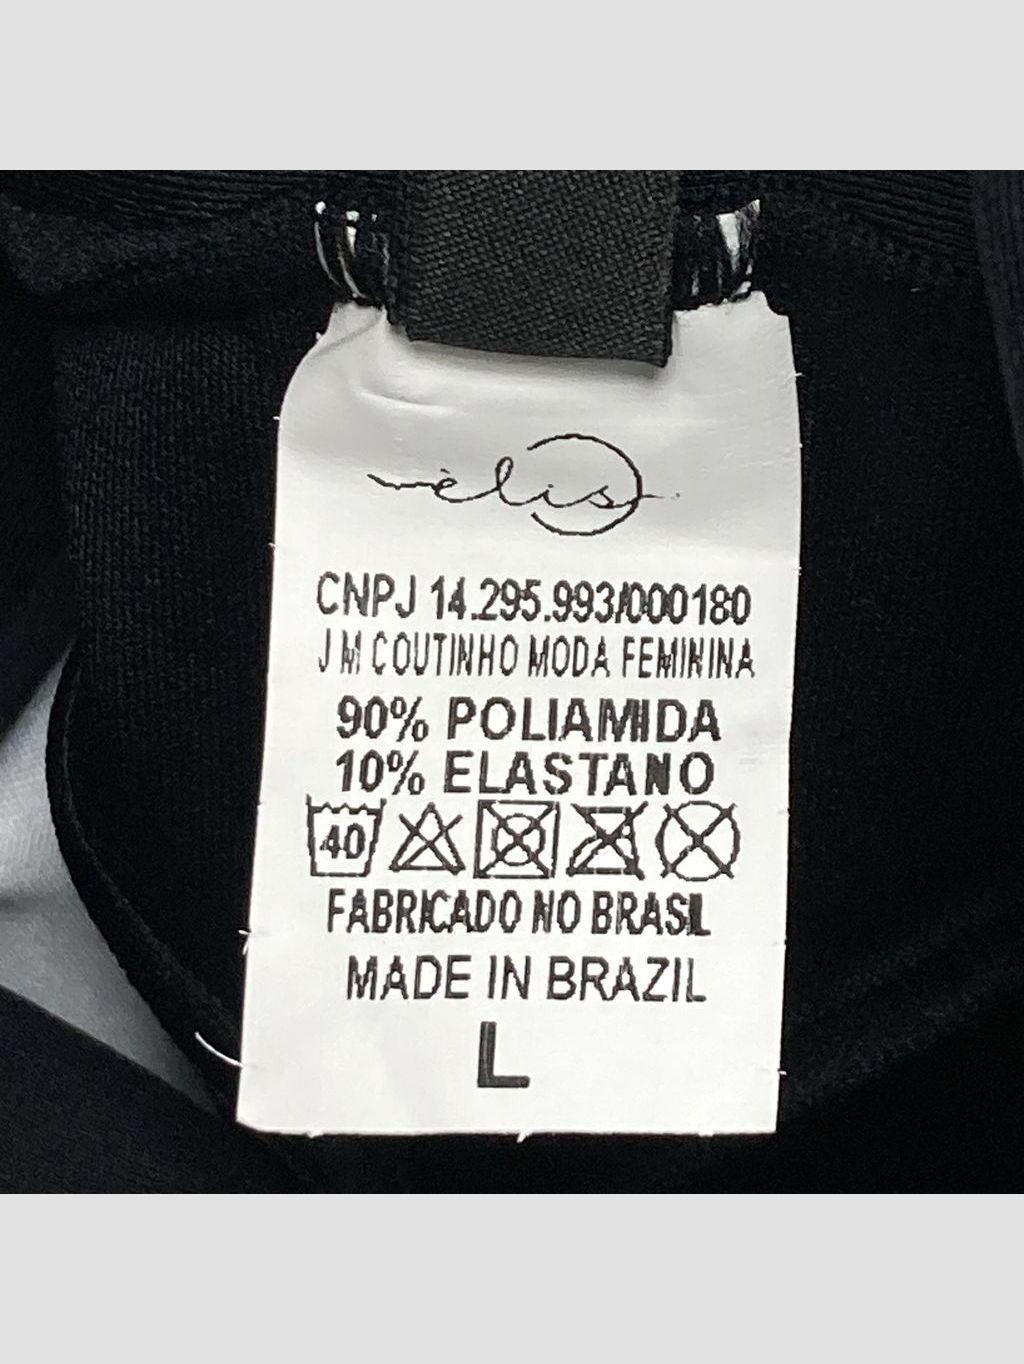 èlis
CNPJ 14.295.993/000180
J M COUTINHO MODA FEMININA
90% POLIAMIDA
10% ELASTANO
40
FABRICADO NO BRASIL
MADE IN BRAZIL
L